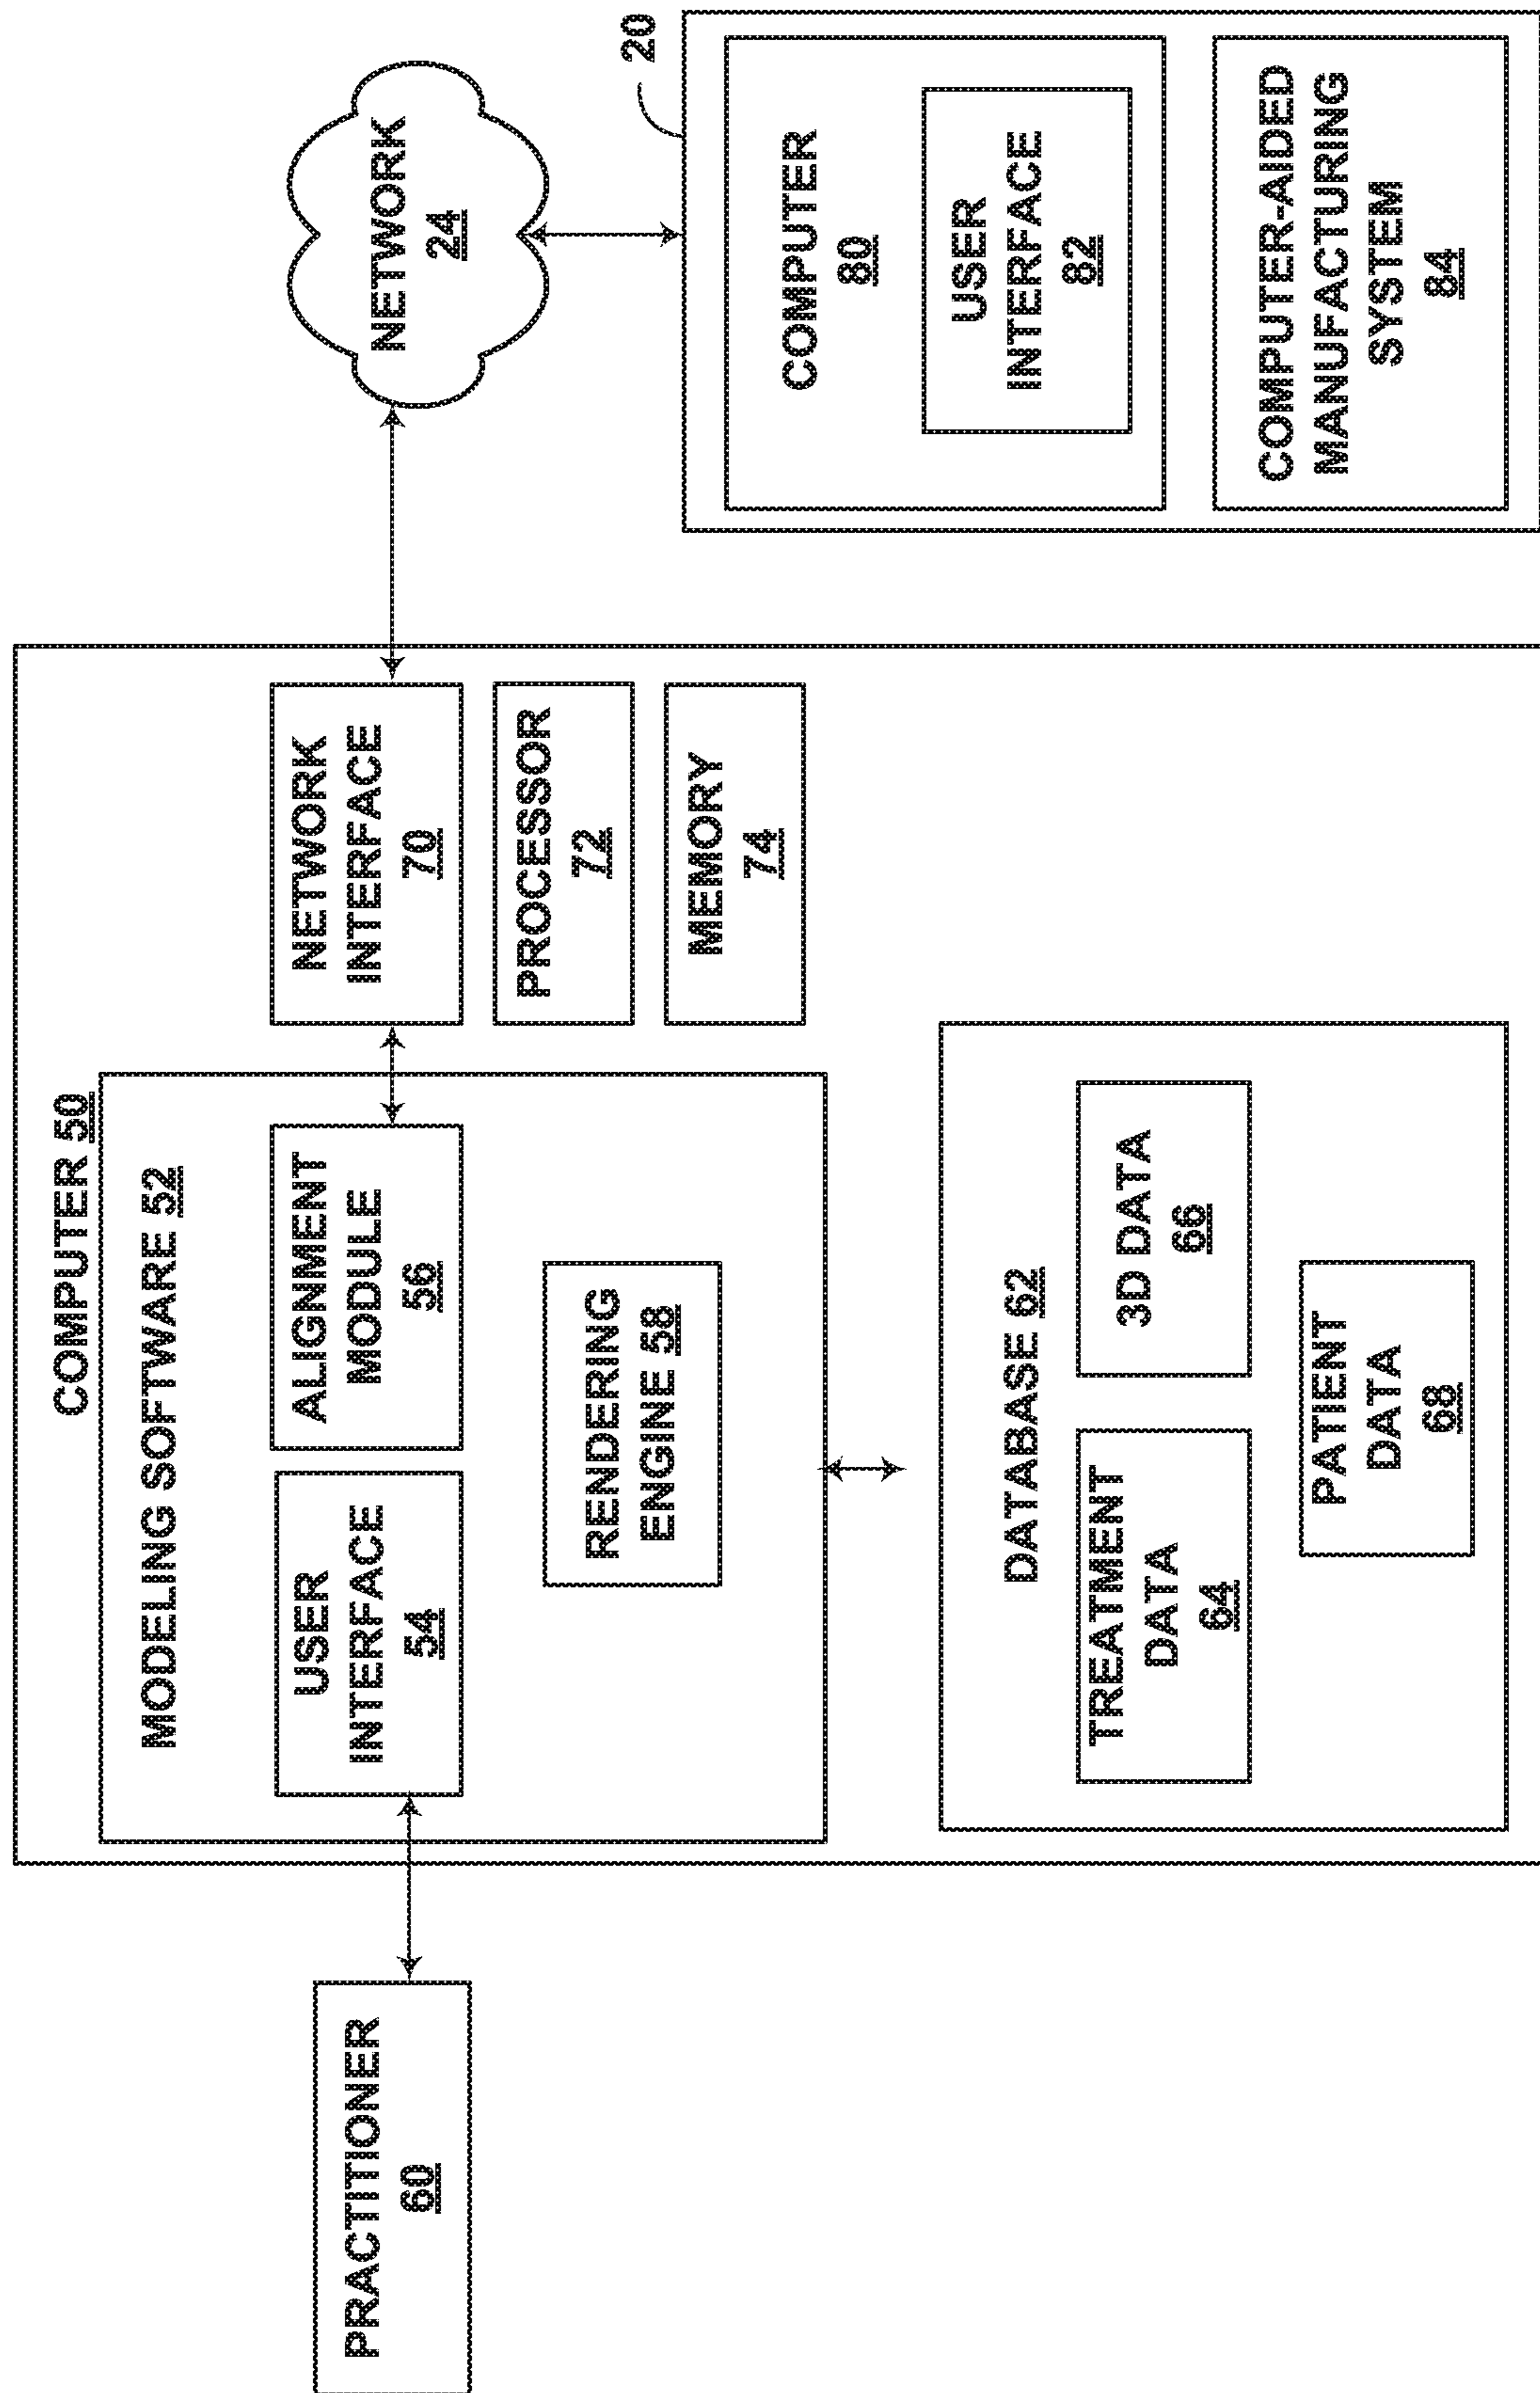 PRACTITIONER
60
COMPUTER 50
MODELING SOFTWARE 52
USER
INTERFACE
54
ALIGNMENT
MODULE
56
RENDERING
ENGINE 58
DATABASE 62
TREATMENT
DATA
64
3D DATA
66
PATIENT
DATA
68
NETWORK
INTERFACE
70
PROCESSOR
72
MEMORY
74
NETWORK
24
20
COMPUTER
80
USER
INTERFACE
82
COMPUTER-AIDED
MANUFACTURING
SYSTEM
84